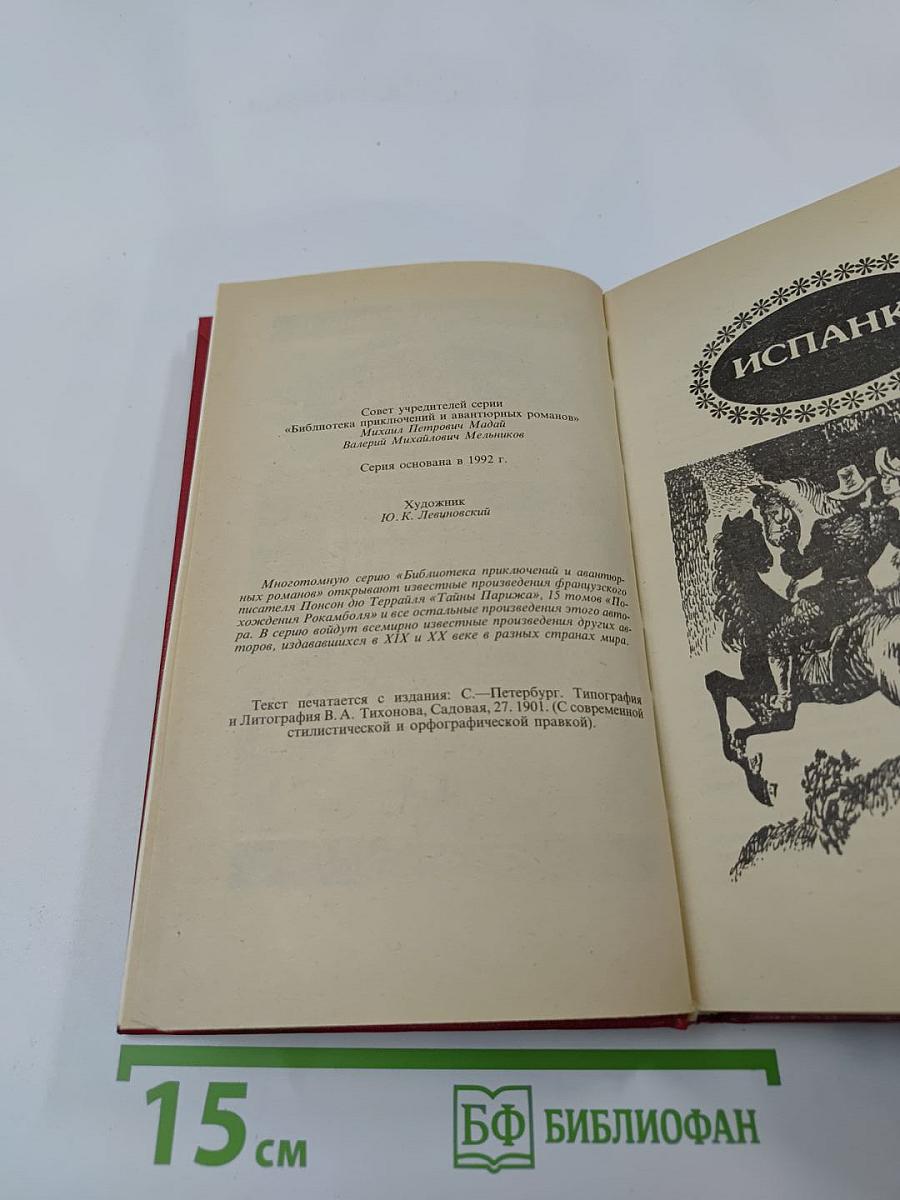 Совет учредителей серии
«Библиотека приключений и авантюрных романов»
Михаил Петрович Мадай
Валерий Михайлович Мельников
Серия основана в 1992 г.
Художник
Ю. К. Левиновский
Многотомную серию «Библиотека приключений и авантюр-
ных романов» открывают известные произведения французского
писателя Понсон дю Террайля «Тайны Парижа», 15 томов «По-
хождения Рокамболя» и все остальные произведения этого авто-
ра. В серию войдут всемирно известные произведения других ав-
торов, издававшихся в XIX и XX веке в разных странах мира.
Текст печатается с издания: С.—Петербург. Типография
и Литография В. А. Тихонова, Садовая, 27. 1901. (С современной
стилистической и орфографической правкой).
ИСПАНК
15 см
БФ БИБЛИОФАН